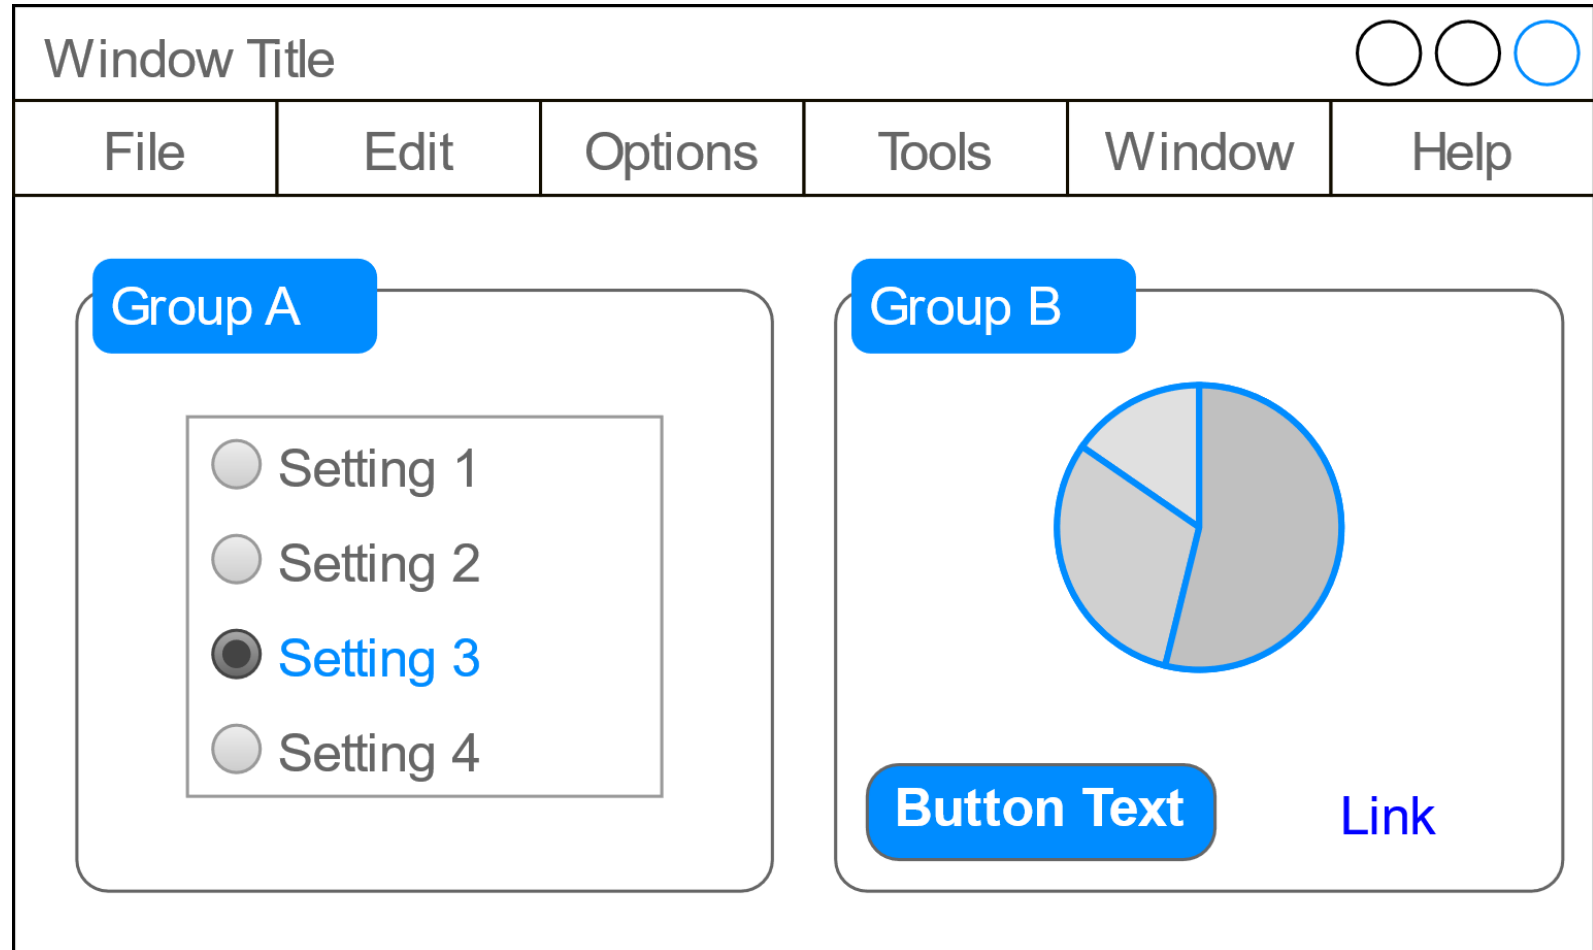 Window Title
File Edit Options Tools Window Help
Group A
Setting 1
Setting 2
Setting 3
Setting 4
Group B
Button Text
Link